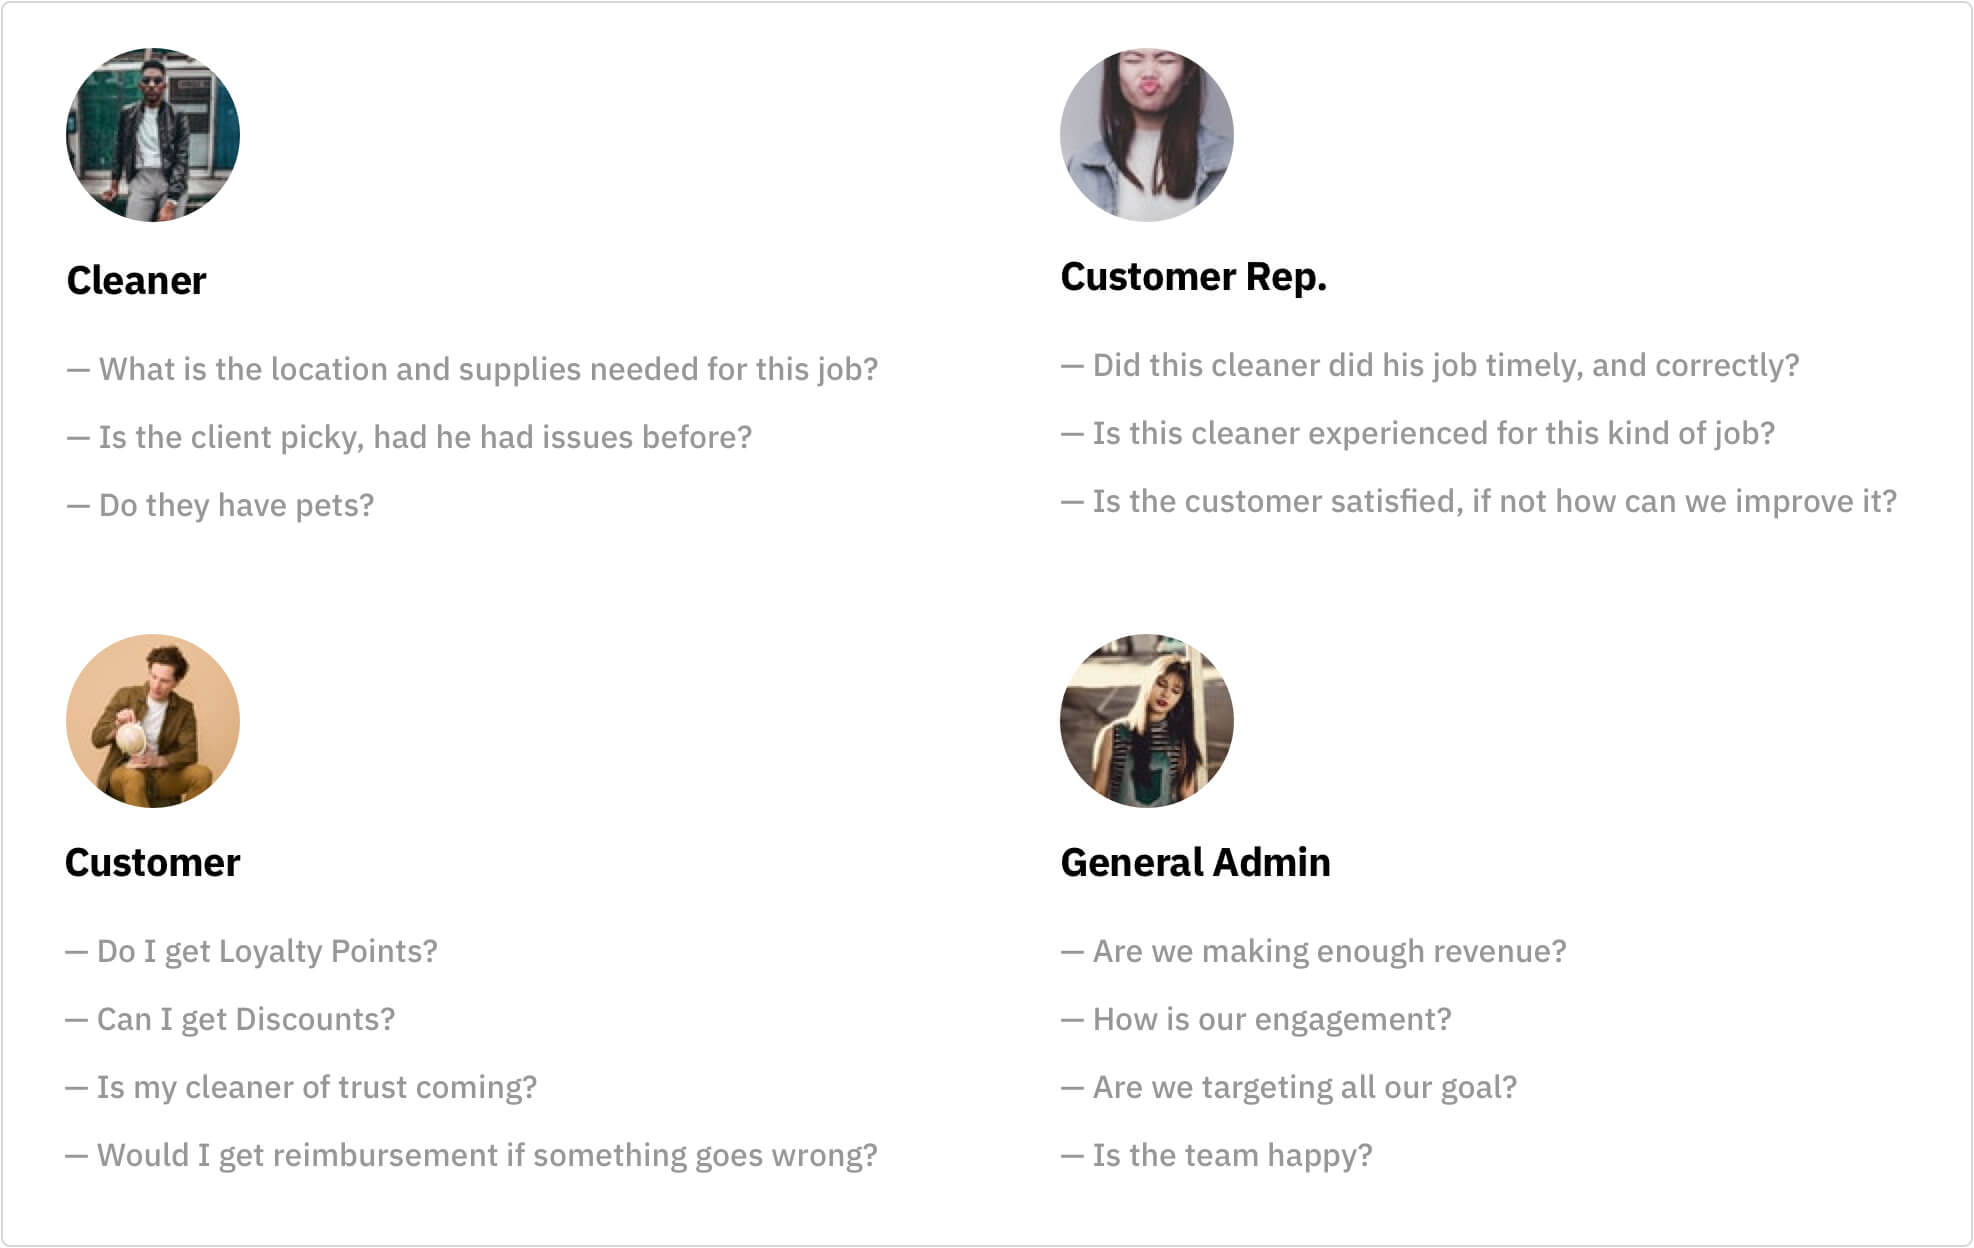 Cleaner
— What is the location and supplies needed for this job?
— Is the client picky, had he had issues before?
— Do they have pets?
Customer Rep.
— Did this cleaner did his job timely, and correctly?
— Is this cleaner experienced for this kind of job?
— Is the customer satisfied, if not how can we improve it?
Customer
— Do I get Loyalty Points?
— Can I get Discounts?
— Is my cleaner of trust coming?
— Would I get reimbursement if something goes wrong?
General Admin
— Are we making enough revenue?
— How is our engagement?
— Are we targeting all our goal?
— Is the team happy?